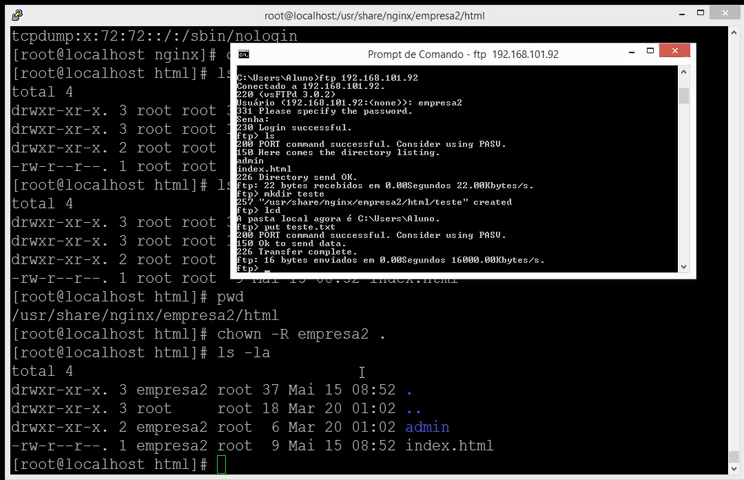 root@localhost:/usr/share/nginx/empresa2/html
tcpdump:x:72:72::/:/sbin/nologin
[root@localhost nginx]# c
[root@localhost html]# ls
total 4
drwxr-xr-x. 3 root root
drwxr-xr-x. 3 root root
drwxr-xr-x. 2 root root
-rw-r--r--. 1 root root
[root@localhost html]# ls
total 4
drwxr-xr-x. 3 root root
drwxr-xr-x. 3 root root
drwxr-xr-x. 2 root root
-rw-r--r--. 1 root root 9 Mai 15 08:52 index.html
[root@localhost html]# pwd
/usr/share/nginx/empresa2/html
[root@localhost html]# chown -R empresa2 .
[root@localhost html]# ls -la
total 4
drwxr-xr-x. 3 empresa2 root 37 Mai 15 08:52 .
drwxr-xr-x. 3 root root 18 Mar 20 01:02 ..
drwxr-xr-x. 2 empresa2 root 6 Mar 20 01:02 admin
-rw-r--r--. 1 empresa2 root 9 Mai 15 08:52 index.html
[root@localhost html]#
Prompt de Comando - ftp 192.168.101.92
C:\Users\Aluno>ftp 192.168.101.92
Conectado a 192.168.101.92.
220 (vsFTPd 3.0.2)
Usuário (192.168.101.92:(none)): empresa2
331 Please specify the password.
Senha:
230 Login successful.
ftp> ls
200 PORT command successful. Consider using PASV.
150 Here comes the directory listing.
admin
index.html
226 Directory send OK.
ftp: 22 bytes recebidos em 0.00Segundos 22.00Kbytes/s.
ftp> mkdir teste
257 "/usr/share/nginx/empresa2/html/teste" created
ftp> lcd
A pasta local agora é C:\Users\Aluno.
ftp> put teste.txt
200 PORT command successful. Consider using PASV.
150 Ok to send data.
226 Transfer complete.
ftp: 16 bytes enviados em 0.00Segundos 16000.00Kbytes/s.
ftp>